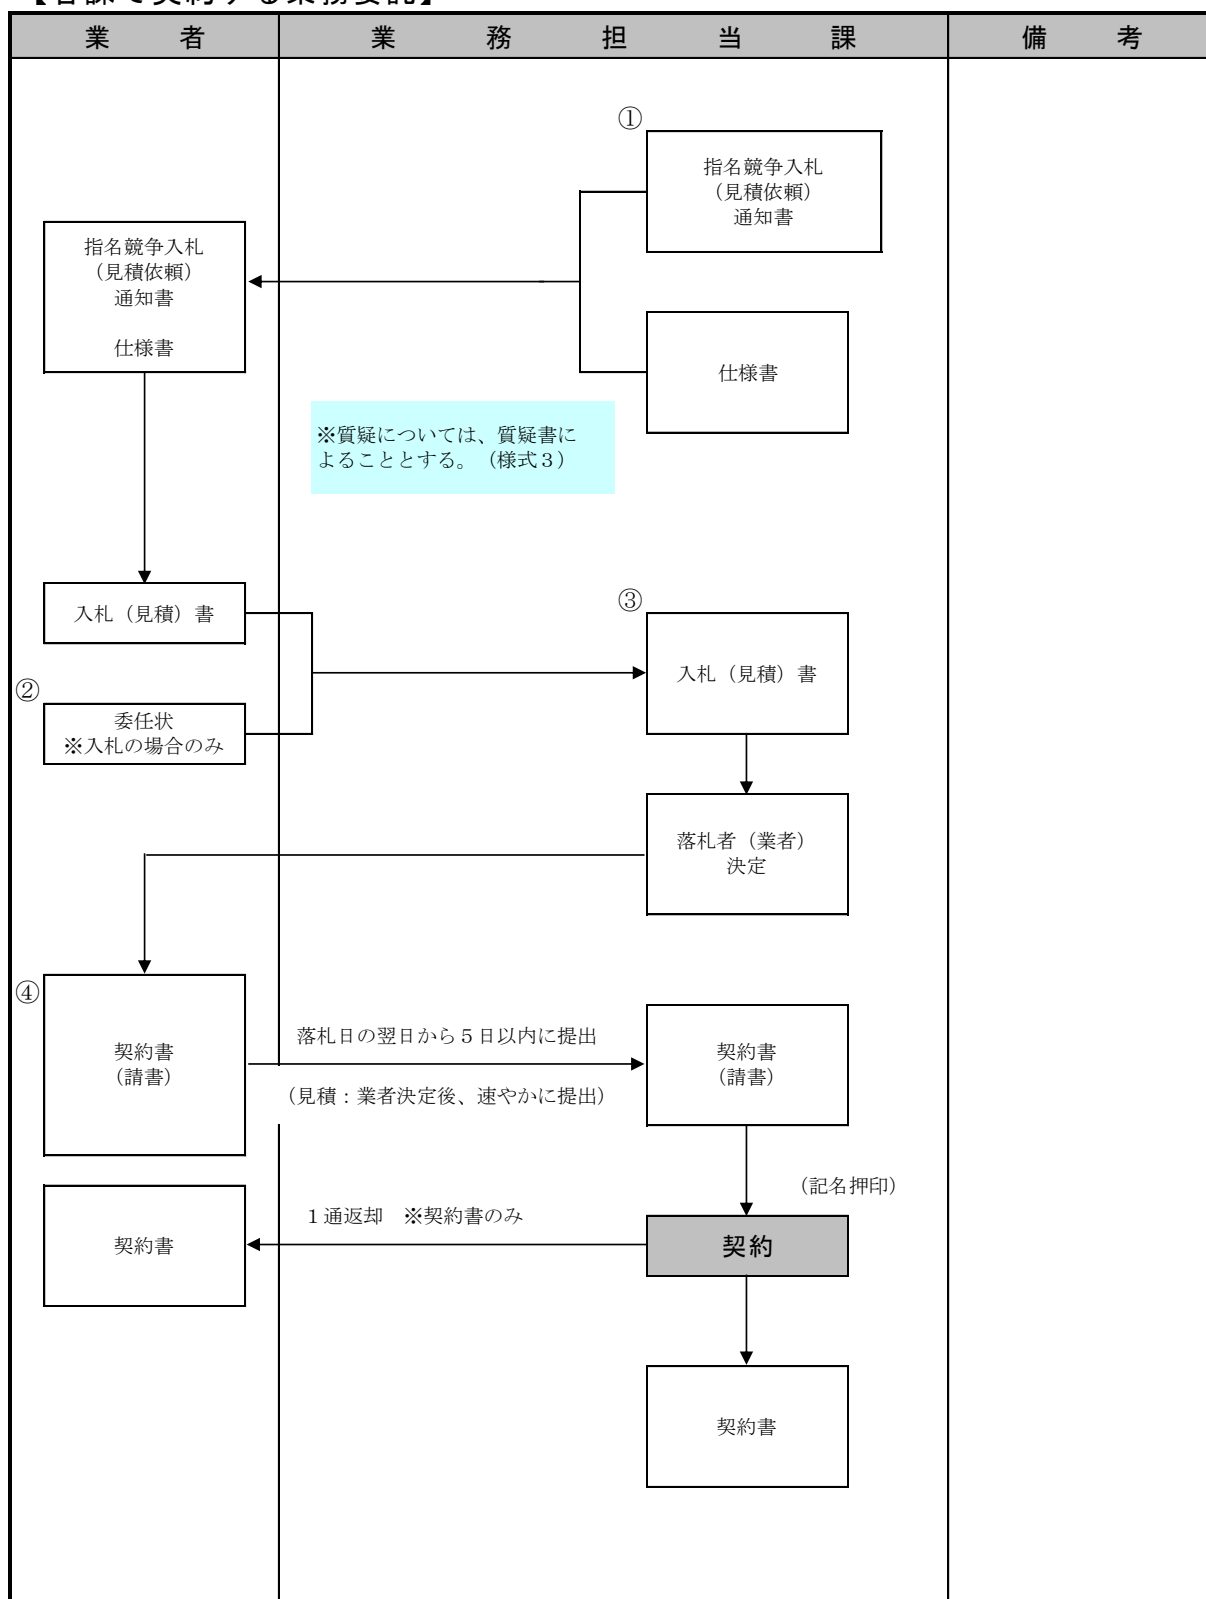 【各課で契約する業務委託】
業者 業務担当課 備考
①
指名競争入札
（見積依頼）
通知書
指名競争入札
（見積依頼）
通知書
仕様書
仕様書
※質疑については、質疑書に
よることとする。（様式３）
入札（見積）書
③
入札（見積）書
②
委任状
※入札の場合のみ
落札者（業者）
決定
④
契約書
（請書）
落札日の翌日から５日以内に提出
（見積：業者決定後、速やかに提出）
契約書
（請書）
（記名押印）
契約書
１通返却　※契約書のみ
契約
契約書